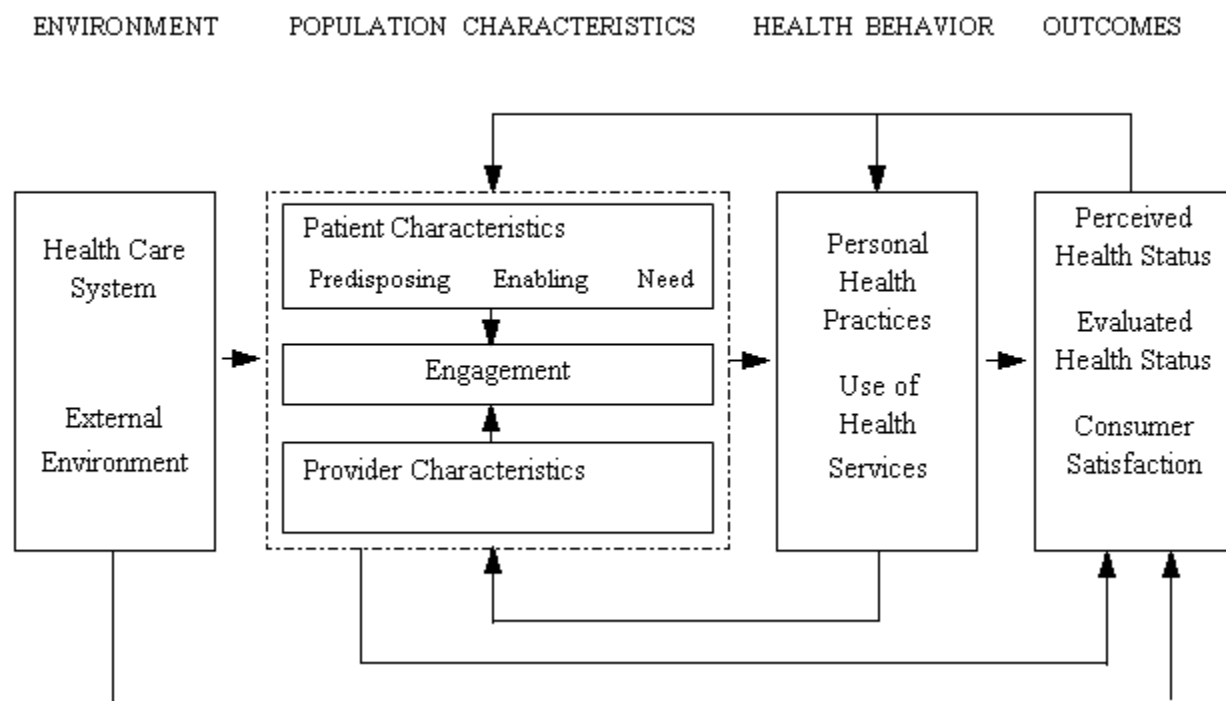 ENVIRONMENT POPULATION CHARACTERISTICS HEALTH BEHAVIOR OUTCOMES
Health Care
System
External
Environment
Patient Characteristics
Predisposing Enabling Need
Engagement
Provider Characteristics
Personal
Health
Practices
Use of
Health
Services
Perceived
Health Status
Evaluated
Health Status
Consumer
Satisfaction